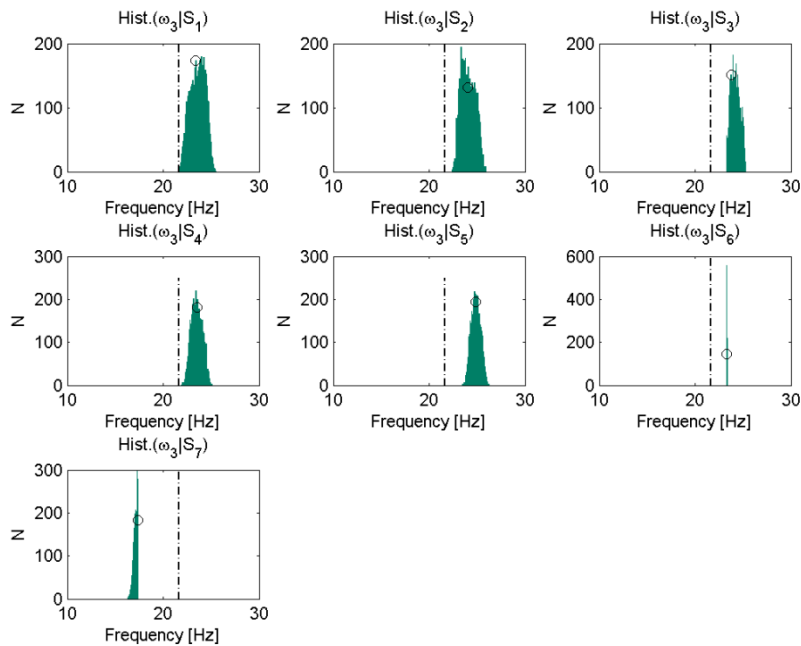 Hist.(ω₃|S₁) Hist.(ω₃|S₂) Hist.(ω₃|S₃)
200 200 200
N N N
100 100 100
0 0 0
10 20 30 10 20 30 10 20 30
Frequency [Hz] Frequency [Hz] Frequency [Hz]
Hist.(ω₃|S₄) Hist.(ω₃|S₅) Hist.(ω₃|S₆)
300 300 600
200 200 400
N N N
100 100 200
0 0 0
10 20 30 10 20 30 10 20 30
Frequency [Hz] Frequency [Hz] Frequency [Hz]
Hist.(ω₃|S₇)
300
200
N
100
0
10 20 30
Frequency [Hz]